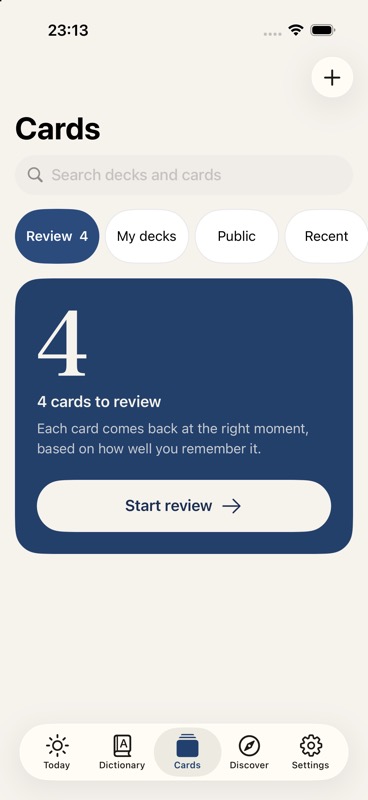 23:13
Cards
Search decks and cards
Review 4
My decks
Public
Recent
4
4 cards to review
Each card comes back at the right moment,
based on how well you remember it.
Start review
A
Today
Dictionary
Cards
Discover
Settings